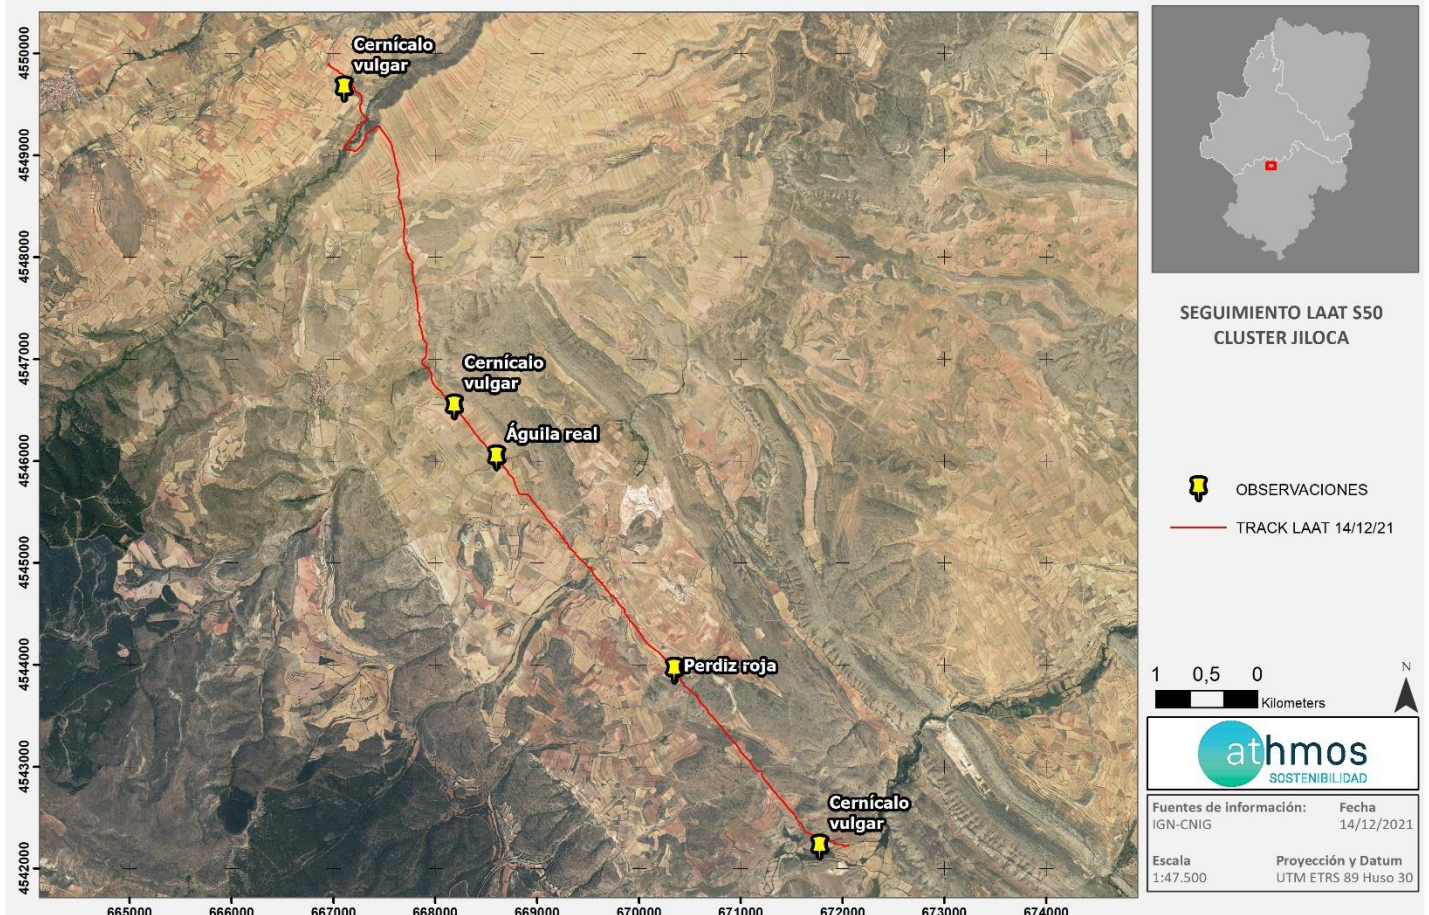 Cernícalo
vulgar
Cernícalo
vulgar
Águila real
Perdiz roja
Cernícalo
vulgar
4550000
4549000
4548000
4547000
4546000
4545000
4544000
4543000
4542000
665000
666000
667000
668000
669000
670000
671000
672000
673000
674000
SEGUIMIENTO LAAT S50
CLUSTER JILOCA
OBSERVACIONES
TRACK LAAT 14/12/21
1 0,5 0
Kilometers
N
athmos
SOSTENIBILIDAD
Fuentes de información: Fecha
IGN-CNIG 14/12/2021
Escala Proyección y Datum
1:47.500 UTM ETRS 89 Huso 30